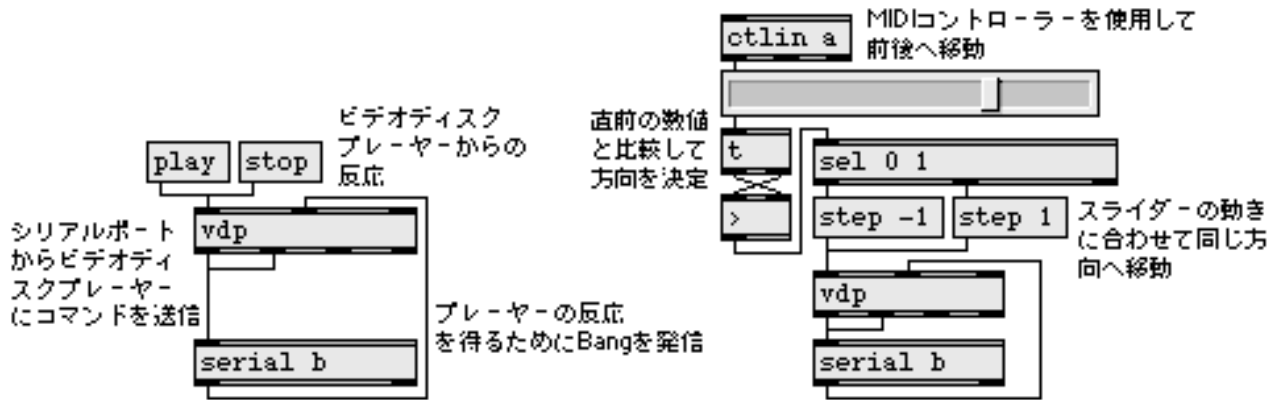 ビデオディスク
プレーヤーからの
反応
play
stop
vdp
シリアルポート
からビデオディ
スクプレーヤー
にコマンドを送信
プレーヤーの反応
を得るためにBangを発信
serial b
ctlin a
MIDIコントローラーを使用して
前後へ移動
直前の数値
と比較して
方向を決定
t
>
sel 0 1
step -1
step 1
スライダーの動き
に合わせて同じ方
向へ移動
vdp
serial b